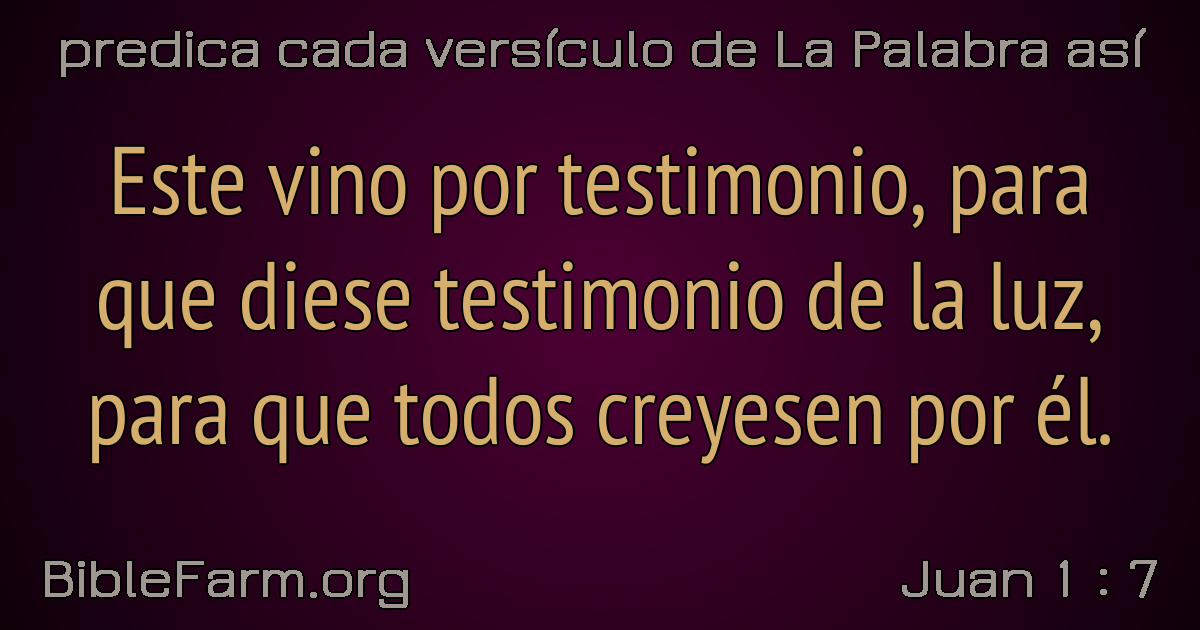 predica cada versículo de La Palabra así
Este vino por testimonio, para
que diese testimonio de la luz,
para que todos creyesen por él.
BibleFarm.org
Juan 1 : 7